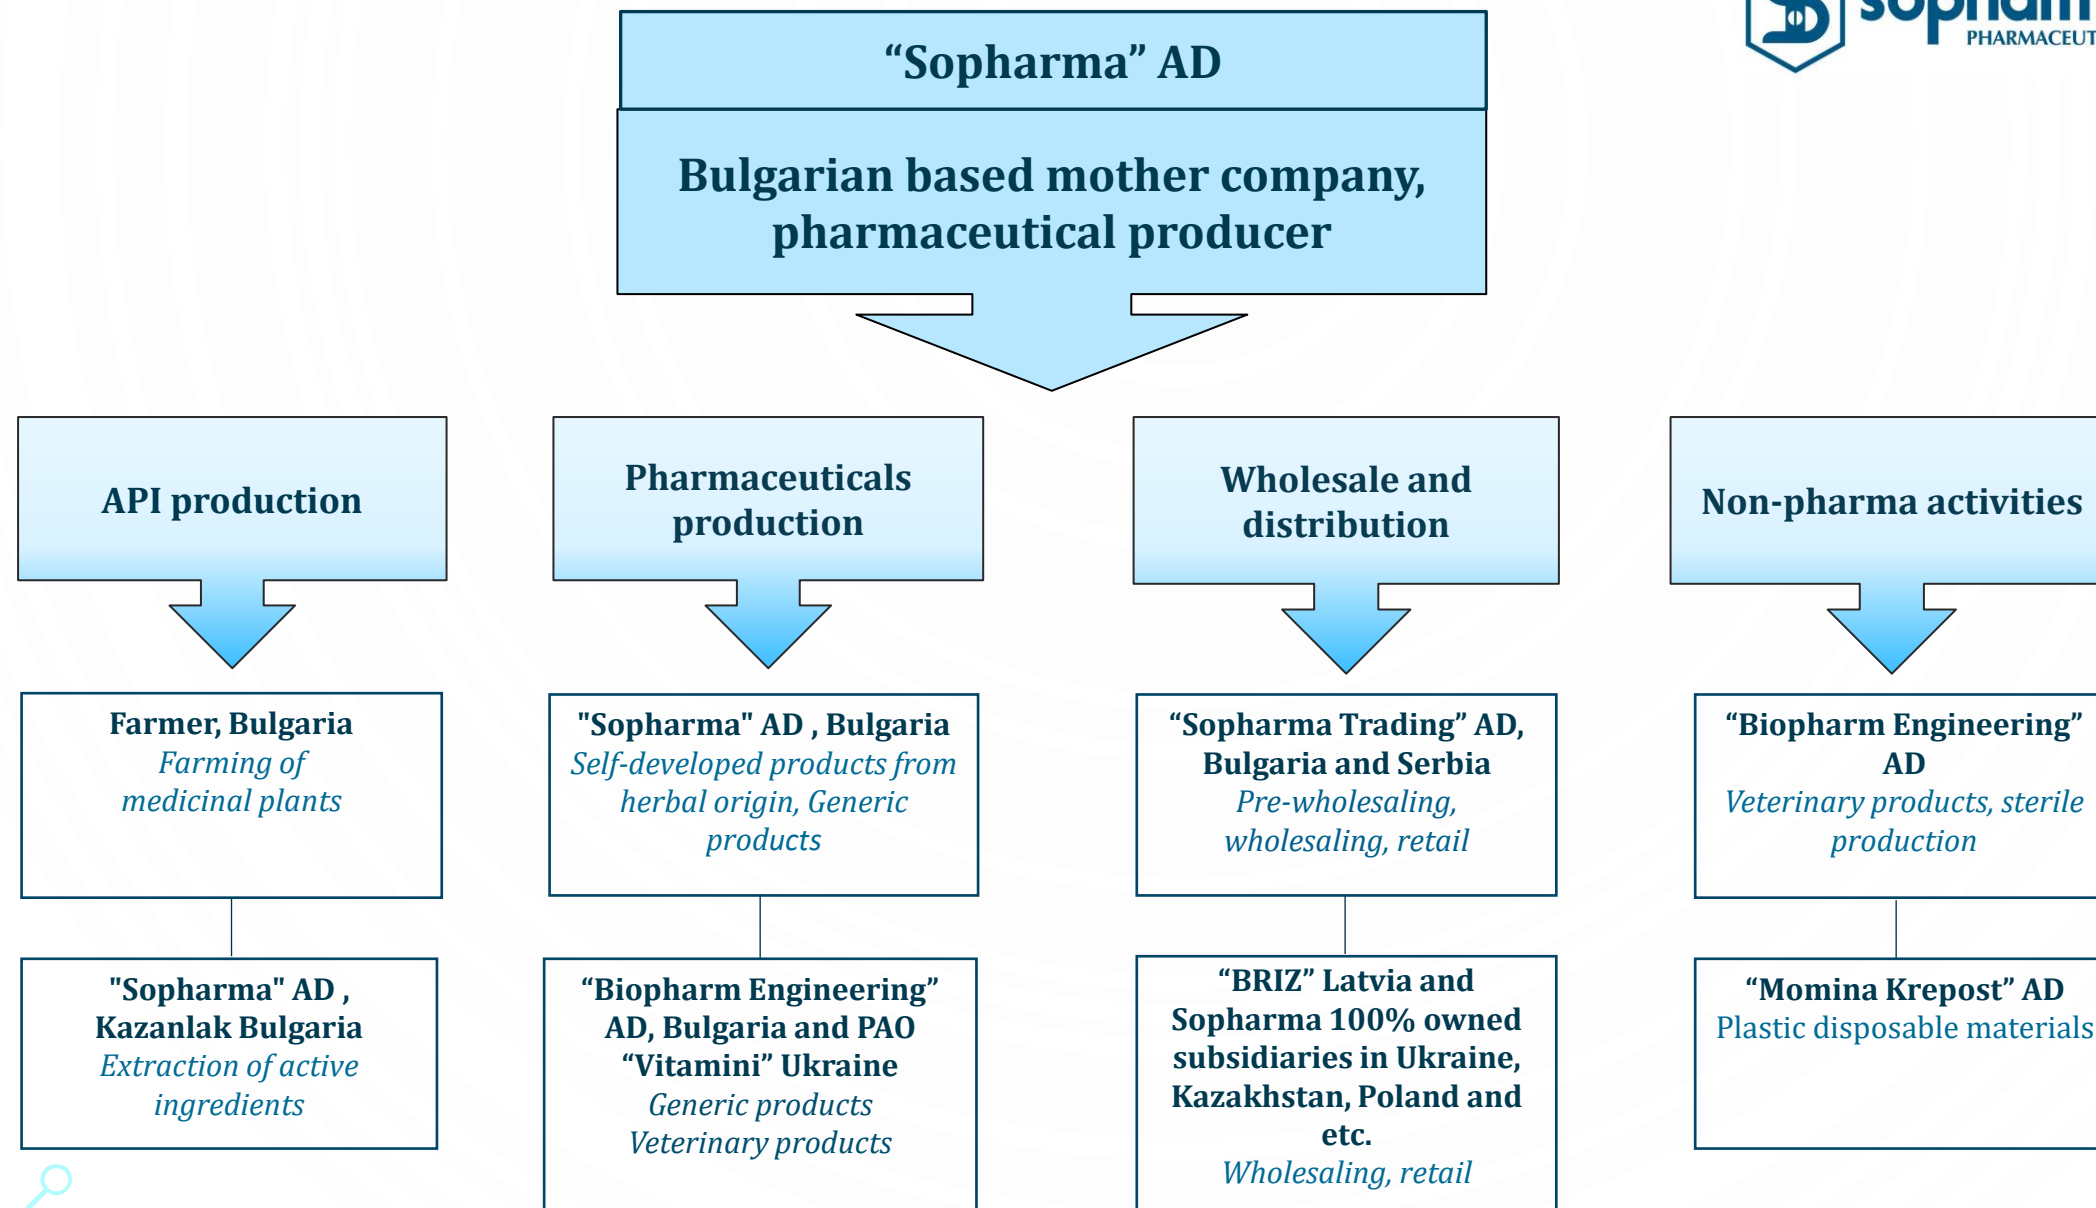 “Sopharma” AD
Bulgarian based mother company,
pharmaceutical producer
API production
Farmer, Bulgaria
Farming of
medicinal plants
"Sopharma" AD ,
Kazanlak Bulgaria
Extraction of active
ingredients
Pharmaceuticals
production
"Sopharma" AD , Bulgaria
Self-developed products from
herbal origin, Generic
products
“Biopharm Engineering”
AD, Bulgaria and PAO
“Vitamini” Ukraine
Generic products
Veterinary products
Wholesale and
distribution
“Sopharma Trading” AD,
Bulgaria and Serbia
Pre-wholesaling,
wholesaling, retail
“BRIZ” Latvia and
Sopharma 100% owned
subsidiaries in Ukraine,
Kazakhstan, Poland and
etc.
Wholesaling, retail
Non-pharma activities
“Biopharm Engineering”
AD
Veterinary products, sterile
production
“Momina Krepost” AD
Plastic disposable materials